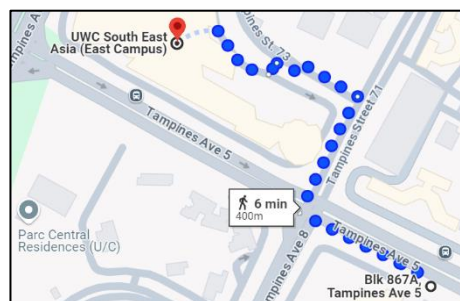 UWC South East
Asia (East Campus)
es St. 73
Tampines Street 71
Tampines Ave 5
6 min
400m
Parc Central
Residences (U/C)
Tampines Ave 8
Tampines Ave 5
Blk 867A,
Tampines Ave 5